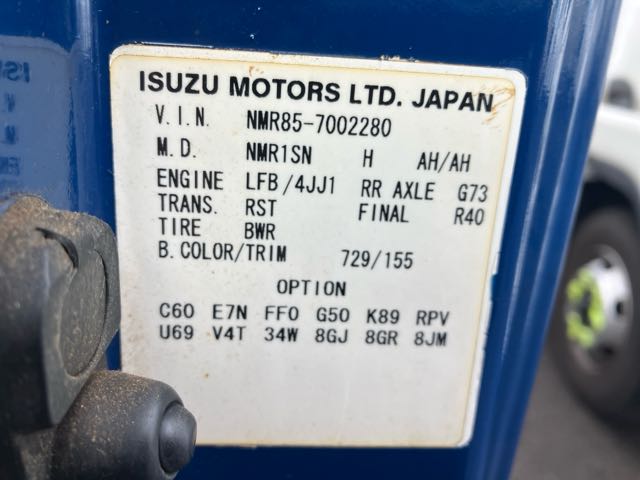 ISUZU MOTORS LTD. JAPAN
V.I.N. NMR85-7002280
M.D. NMR1SN H AH/AH
ENGINE LFB/4JJ1 RR AXLE G73
TRANS. RST FINAL R40
TIRE BWR
B.COLOR/TRIM 729/155
OPTION
C60 E7N FF0 G50 K89 RPV
U69 V4T 34W 8GJ 8GR 8JM